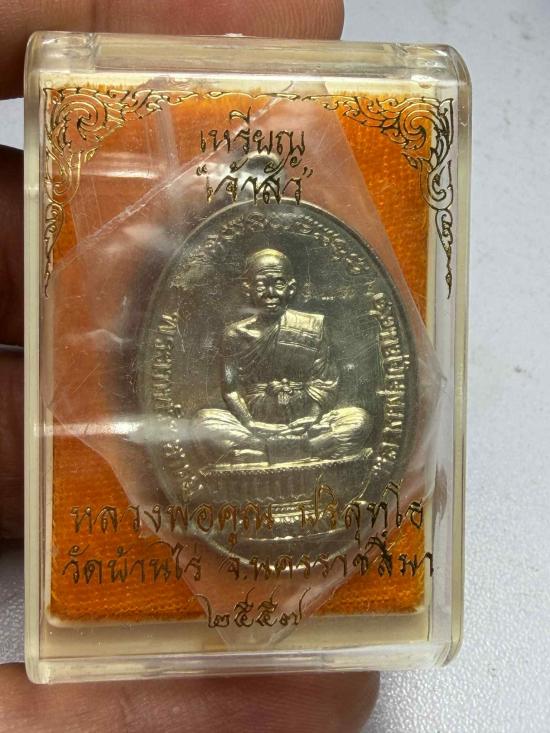 เหรียญ
"เจ้าสัว"
หลวงพ่อคูณ ปริสุทโธ
วัดบ้านไร่ จ.นครราชสีมา
๒๕๕๗